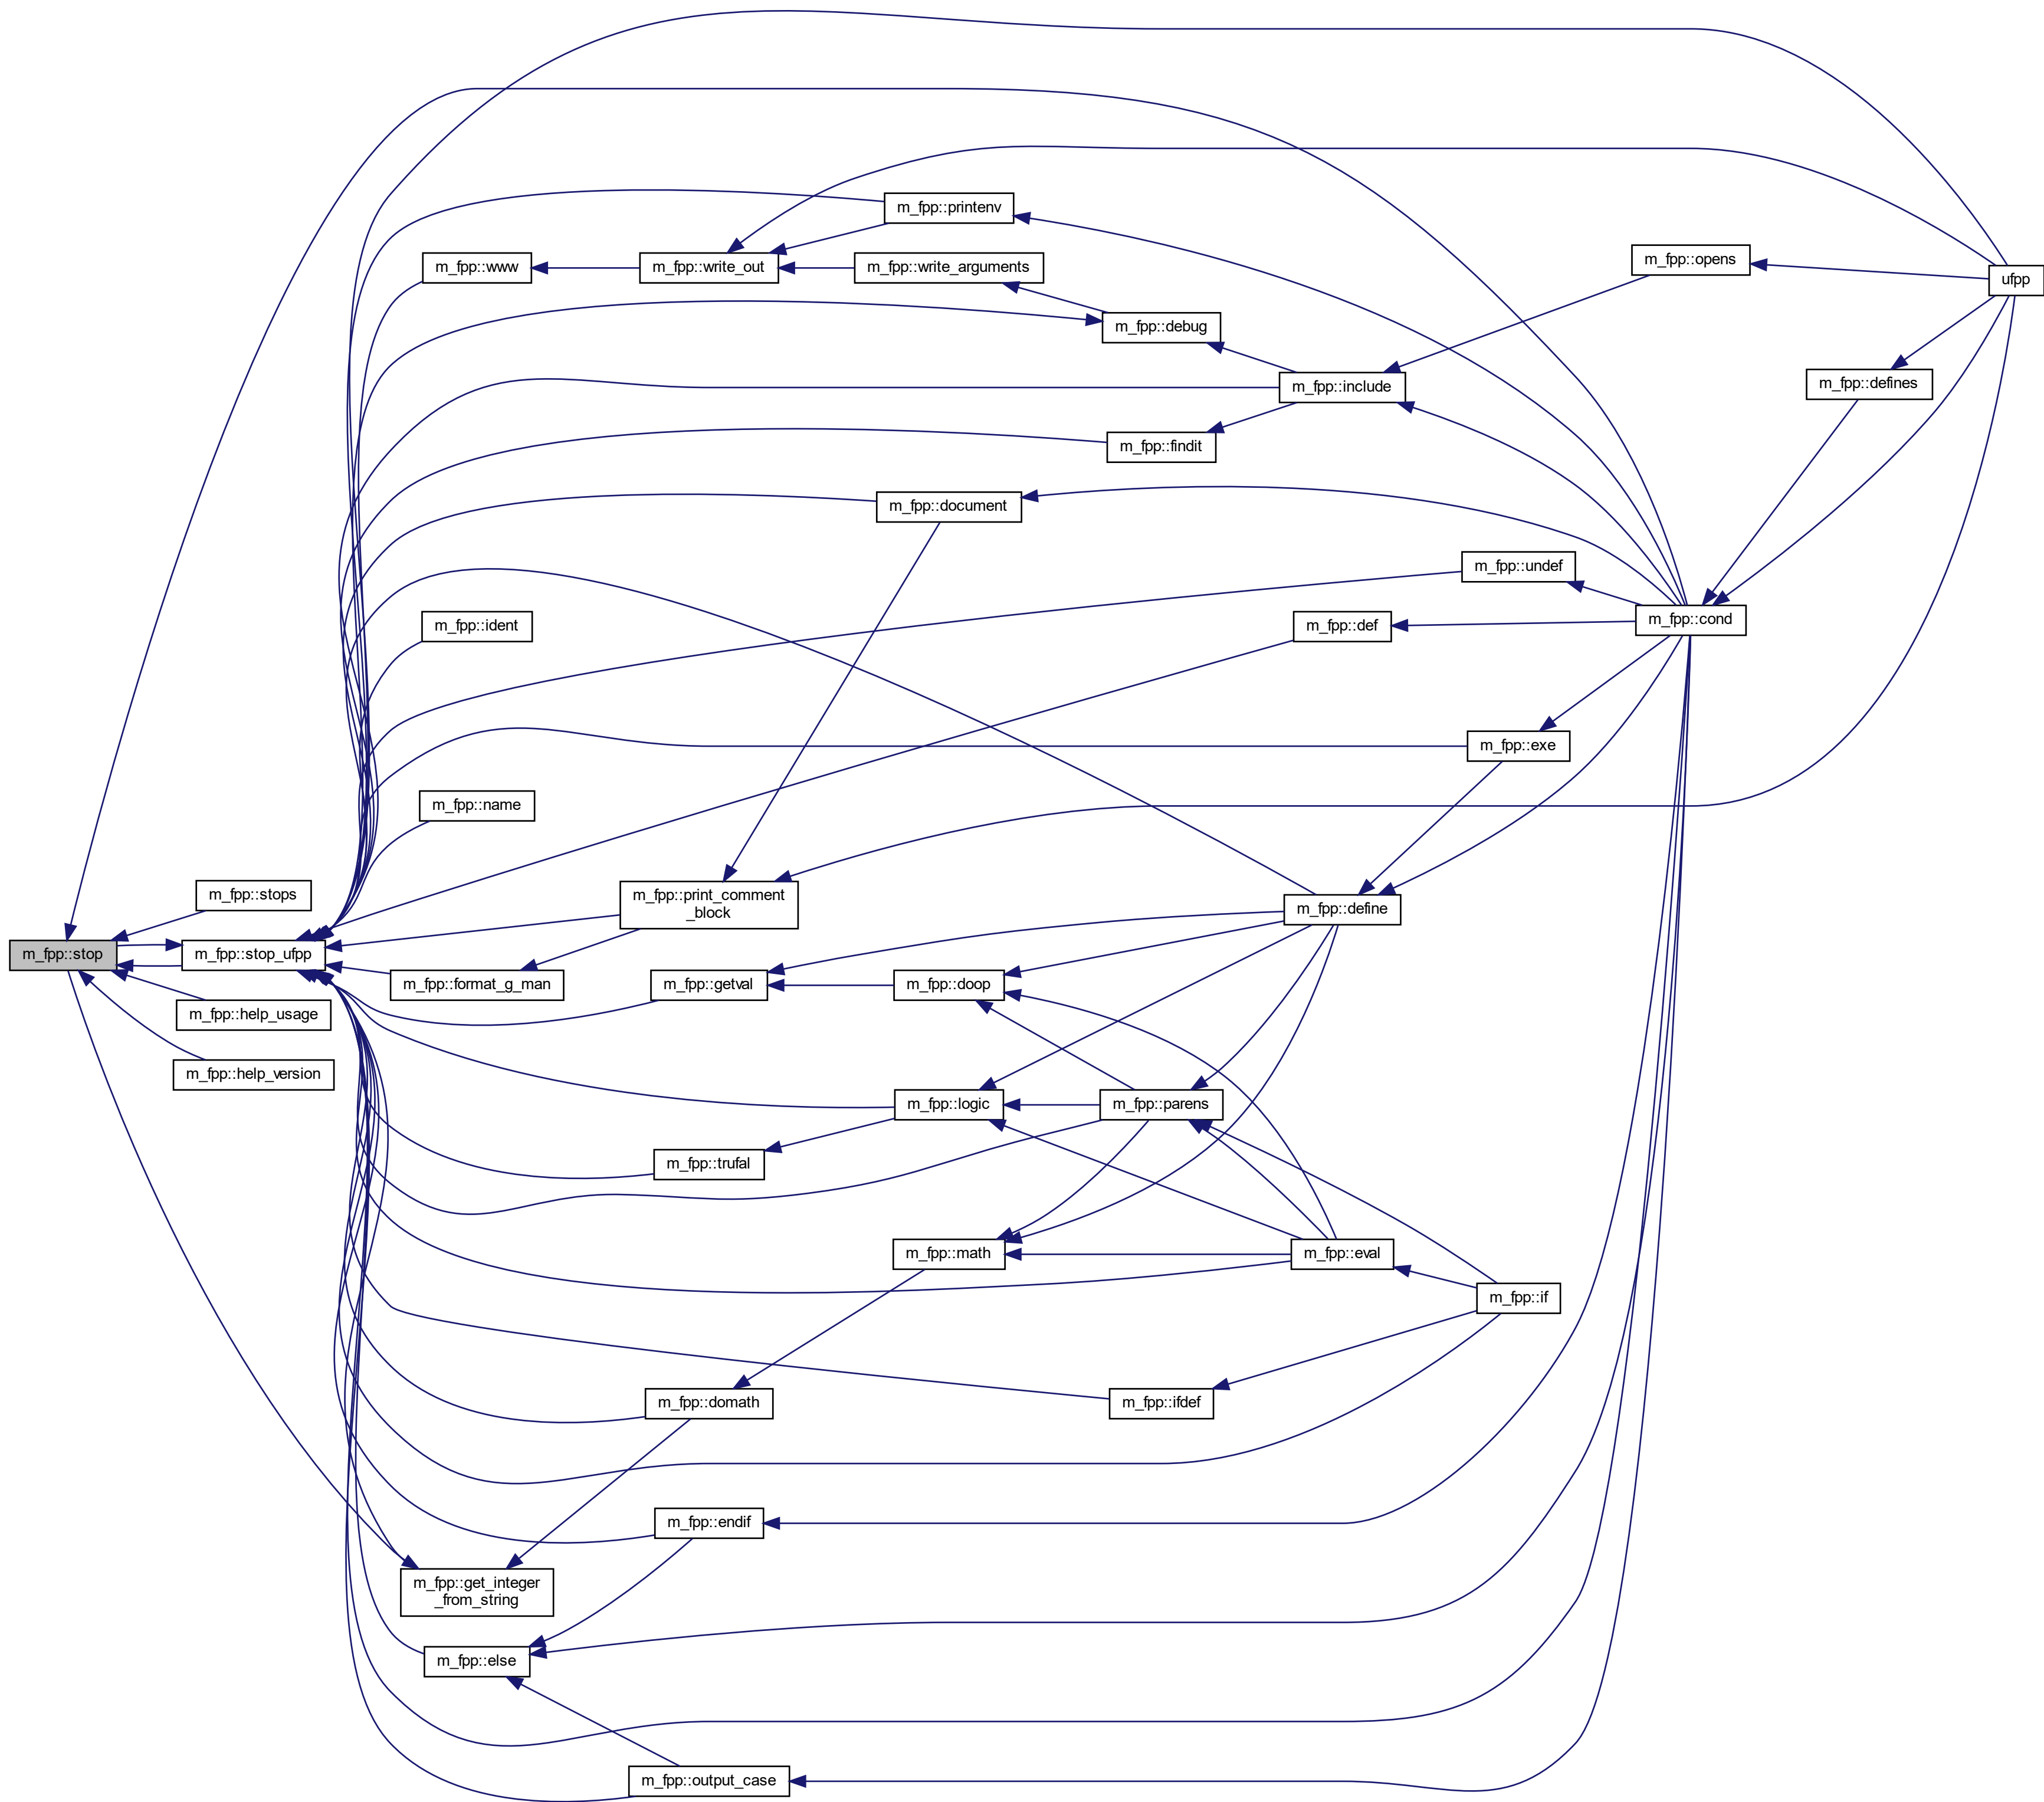 m_fpp::printenv
m_fpp::www
m_fpp::write_out
m_fpp::write_arguments
m_fpp::opens
ufpp
m_fpp::debug
m_fpp::include
m_fpp::defines
m_fpp::findit
m_fpp::document
m_fpp::undef
m_fpp::ident
m_fpp::def
m_fpp::cond
m_fpp::exe
m_fpp::name
m_fpp::stops
m_fpp::print_comment
_block
m_fpp::define
m_fpp::stop
m_fpp::stop_ufpp
m_fpp::format_g_man
m_fpp::getval
m_fpp::doop
m_fpp::help_usage
m_fpp::help_version
m_fpp::logic
m_fpp::parens
m_fpp::trufal
m_fpp::math
m_fpp::eval
m_fpp::if
m_fpp::domath
m_fpp::ifdef
m_fpp::endif
m_fpp::get_integer
_from_string
m_fpp::else
m_fpp::output_case